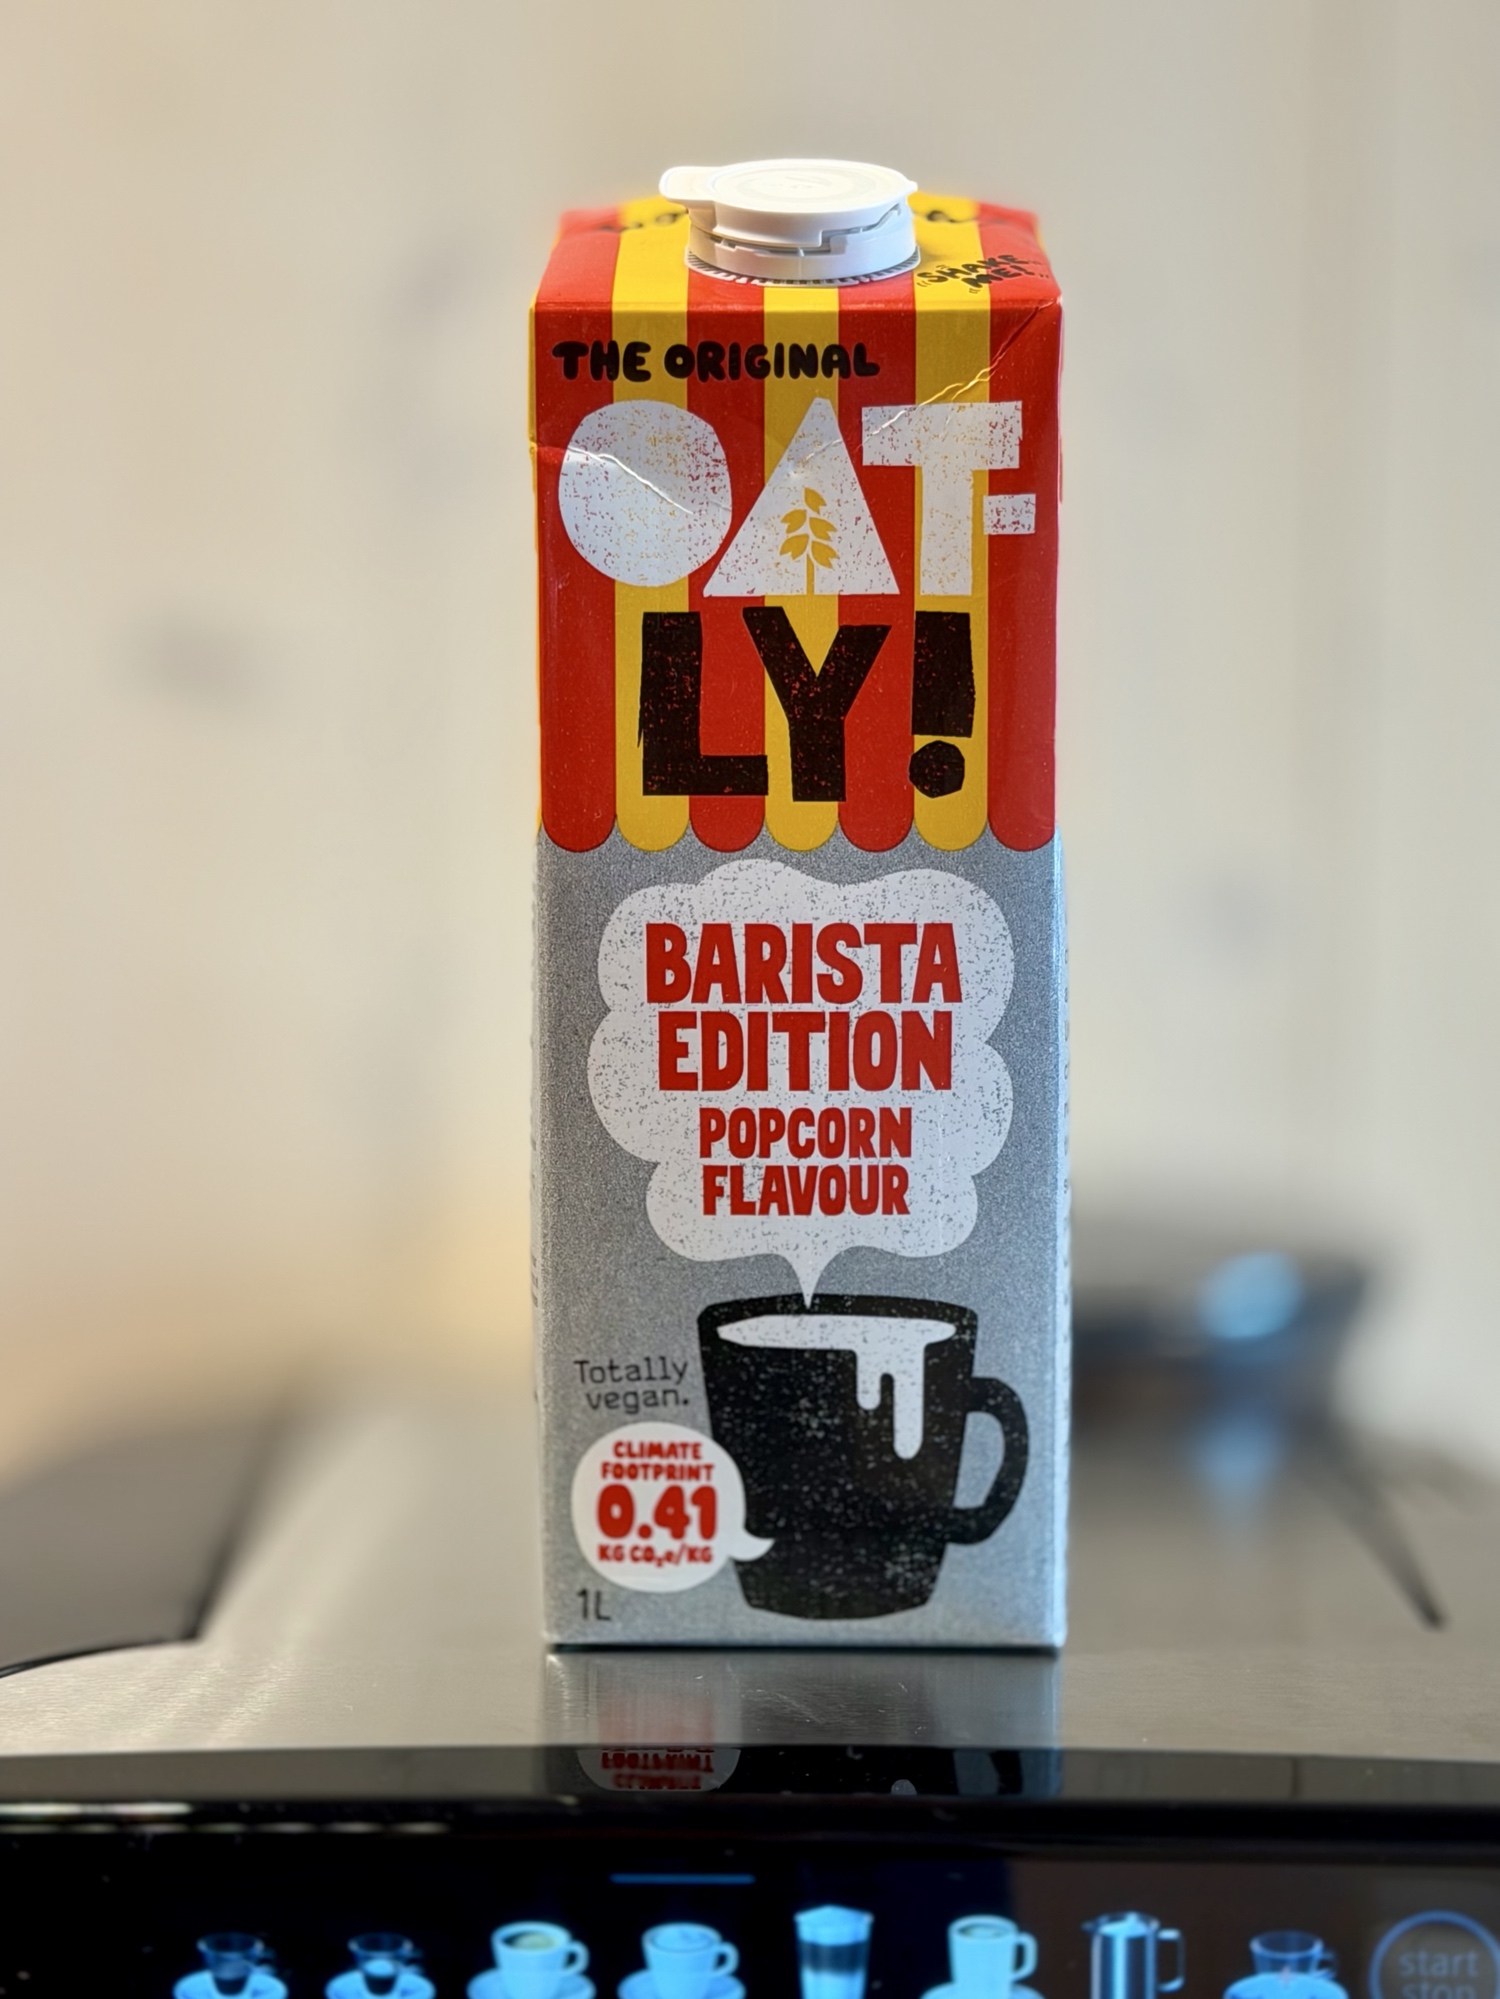 "SHAKE
ME!"
THE ORIGINAL
OAT-
LY!
BARISTA
EDITION
POPCORN
FLAVOUR
Totally
vegan.
CLIMATE
FOOTPRINT
0.41
KG CO₂e/KG
1L
start
stop